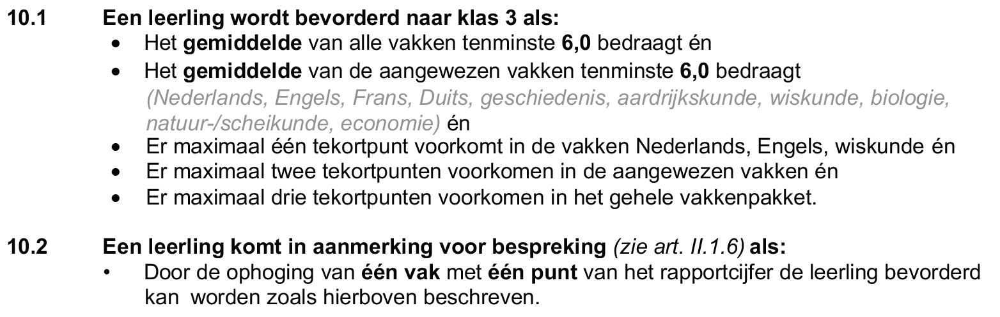 10.1 Een leerling wordt bevorderd naar klas 3 als:
• Het gemiddelde van alle vakken tenminste 6,0 bedraagt én
• Het gemiddelde van de aangewezen vakken tenminste 6,0 bedraagt
(Nederlands, Engels, Frans, Duits, geschiedenis, aardrijkskunde, wiskunde, biologie,
natuur-/scheikunde, economie) én
• Er maximaal één tekortpunt voorkomt in de vakken Nederlands, Engels, wiskunde én
• Er maximaal twee tekortpunten voorkomen in de aangewezen vakken én
• Er maximaal drie tekortpunten voorkomen in het gehele vakkenpakket.
10.2 Een leerling komt in aanmerking voor bespreking (zie art. II.1.6) als:
• Door de ophoging van één vak met één punt van het rapportcijfer de leerling bevorderd
kan worden zoals hierboven beschreven.